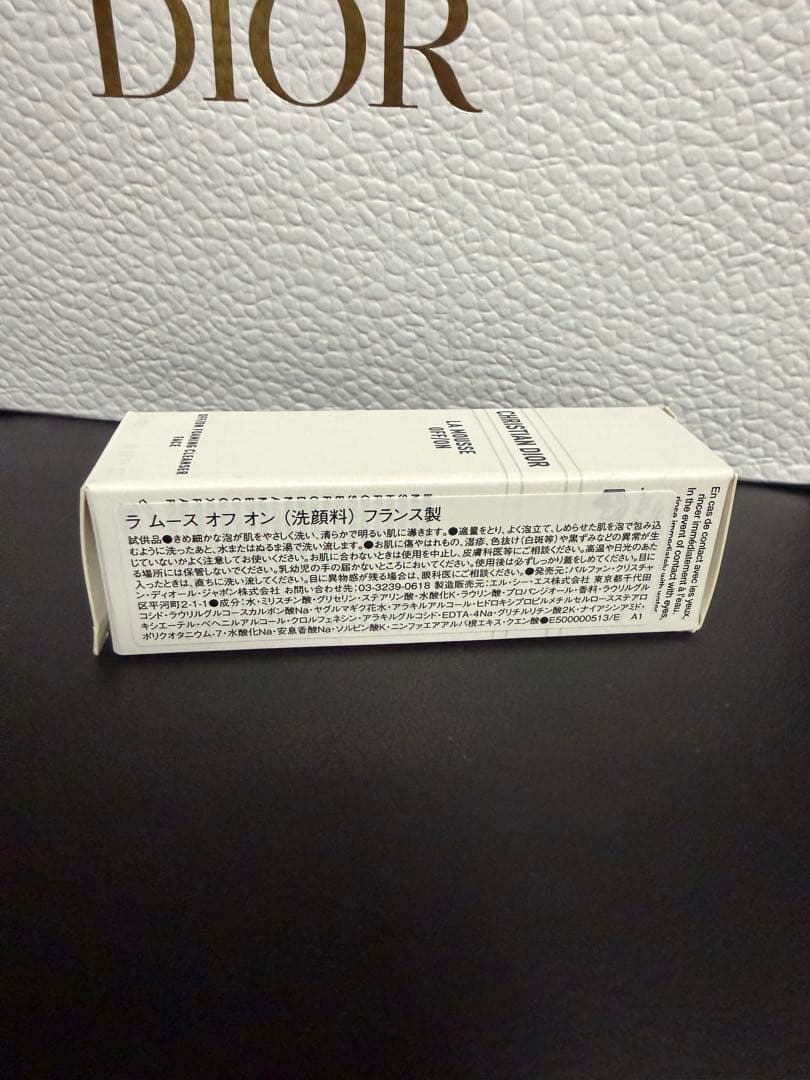 DIOR
CHRISTIAN DIOR
LA MOUSSE
OFF/ON
OFF/ON FOAMING CLEANSER
FACE
ラ ムース オフ オン（洗顔料）フランス製
試供品●きめ細かな泡が肌をやさしく洗い、清らかで明るい肌に導きます。●適量をとり、よく泡立て、しめらせた肌を泡で包み込
むように洗ったあと、水またはぬるま湯で洗い流します。●お肌に傷やはれもの、湿疹、色抜け(白斑等)や黒ずみなどの異常が生
じていないかよく注意してお使いください。お肌に合わないときは使用を中止し、皮膚科医等にご相談ください。高温や日光のあた
る場所には保管しないでください。乳幼児の手の届かないところにおいてください。使用後は必ずしっかり蓋をしめてください。目に
入ったときは、直ちに洗い流してください。目に異物感が残る場合は、眼科医にご相談ください。●発売元:パルファン・クリスチャ
ン・ディオール・ジャポン株式会社 お問い合わせ先:03-3239-0618 製造販売元:エル・シー・エス株式会社 東京都千代田
区平河町2-1-1●成分:水・ミリスチン酸・グリセリン・ステアリン酸・水酸化K・ラウリン酸・プロパンジオール・香料・ラウリルグル
コシド・ラウリルグルコースカルボン酸Na・ヤグルマギク花水・アラキルアルコール・ヒドロキシプロピルメチルセルロースステアロ
キシエーテル・ベヘニルアルコール・クロルフェネシン・アラキルグルコシド・EDTA-4Na・グリチルリチン酸2K・ナイアシンアミド・
ポリクオタニウム-7・水酸化Na・安息香酸Na・ソルビン酸K・ニンファエアアルバ根エキス・クエン酸●E500000513/E A1
En cas de contact avec les yeux,
rincer immédiatement à l'eau.
In the event of contact with eyes,
rinse immediately with water